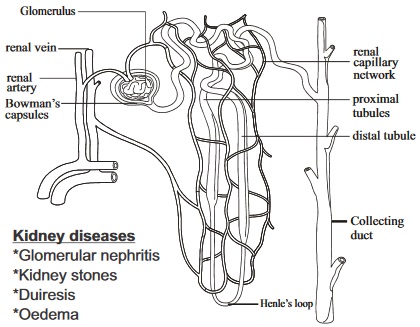 Glomerulus
renal vein
renal
artery
Bowman's
capsules
renal
capillary
network
proximal
tubules
distal tubule
Collecting
duct
Henle's loop
Kidney diseases
*Glomerular nephritis
*Kidney stones
*Duiresis
*Oedema